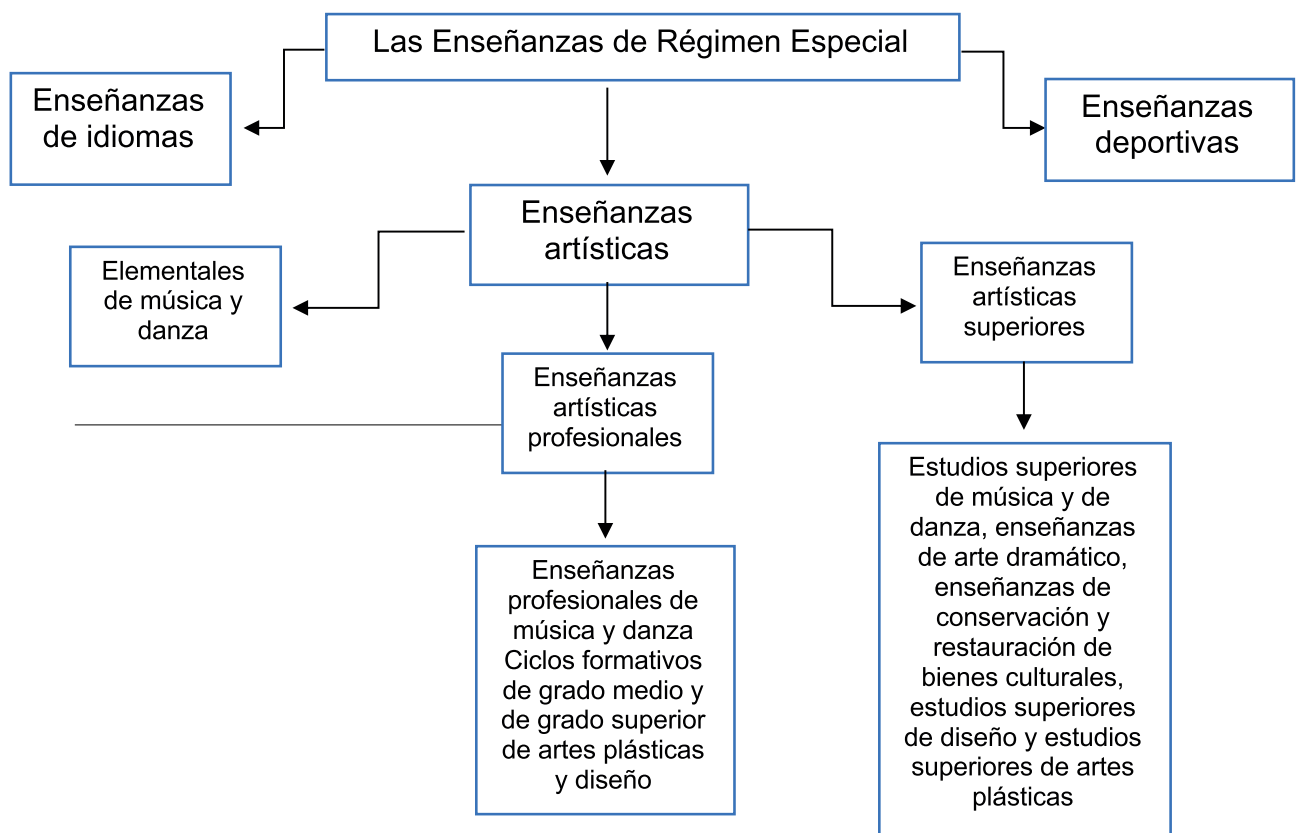 Las Enseñanzas de Régimen Especial
Enseñanzas
de idiomas
Enseñanzas
deportivas
Enseñanzas
artísticas
Elementales
de música y
danza
Enseñanzas
artísticas
superiores
Enseñanzas
artísticas
profesionales
Enseñanzas
profesionales de
música y danza
Ciclos formativos
de grado medio y
de grado superior
de artes plásticas
y diseño
Estudios superiores
de música y de
danza, enseñanzas
de arte dramático,
enseñanzas de
conservación y
restauración de
bienes culturales,
estudios superiores
de diseño y estudios
superiores de artes
plásticas